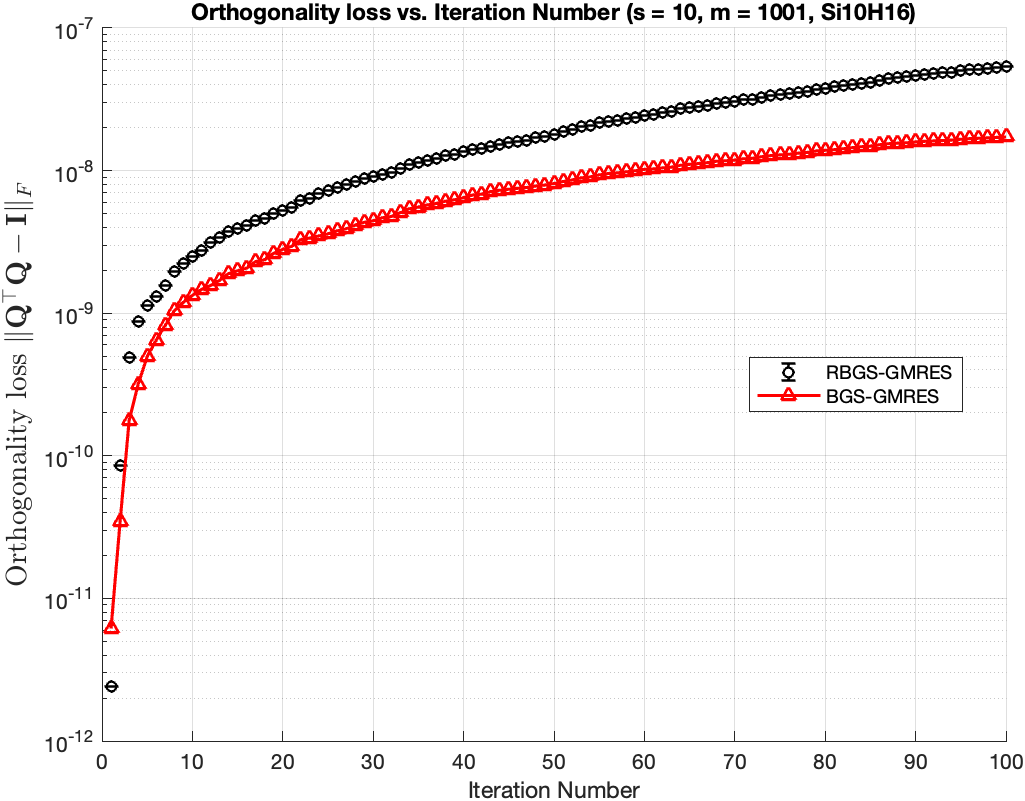 Orthogonality loss vs. Iteration Number (s = 10, m = 1001, Si10H16)
Orthogonality loss ||Q⊤Q − I||F
10-7
10-8
10-9
10-10
10-11
10-12
RBGS-GMRES
BGS-GMRES
0 10 20 30 40 50 60 70 80 90 100
Iteration Number